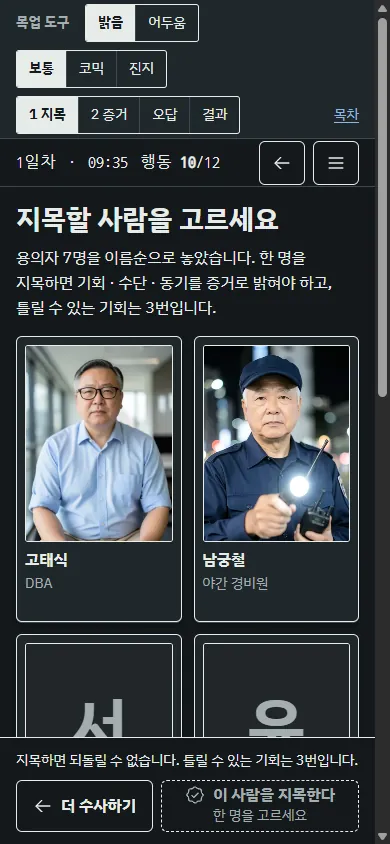 목업 도구 밝음 어두움
보통 코믹 진지
1 지목 2 증거 오답 결과 목차
1일차 · 09:35 행동 10/12
지목할 사람을 고르세요
용의자 7명을 이름순으로 놓았습니다. 한 명을
지목하면 기회 · 수단 · 동기를 증거로 밝혀야 하고,
틀릴 수 있는 기회는 3번입니다.
고태식 남궁철
DBA 야간 경비원
서 윤
지목하면 되돌릴 수 없습니다. 틀릴 수 있는 기회는 3번입니다.
더 수사하기 이 사람을 지목한다
한 명을 고르세요